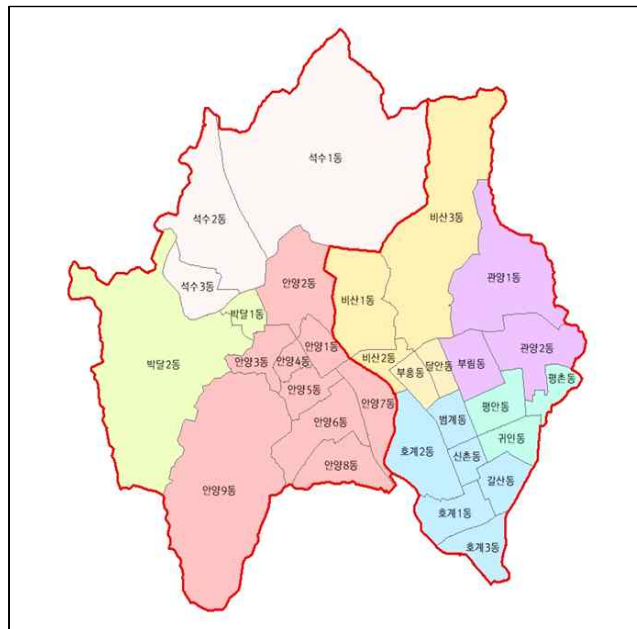 석수1동
석수2동
비산3동
관양1동
안양2동
석수3동
비산1동
박달1동
안양1동
관양2동
박달2동
안양3동
안양4동
비산2동
부흥동
달안동
부림동
평촌동
안양5동
안양7동
평안동
범계동
안양6동
귀인동
호계2동
신촌동
안양8동
갈산동
안양9동
호계1동
호계3동